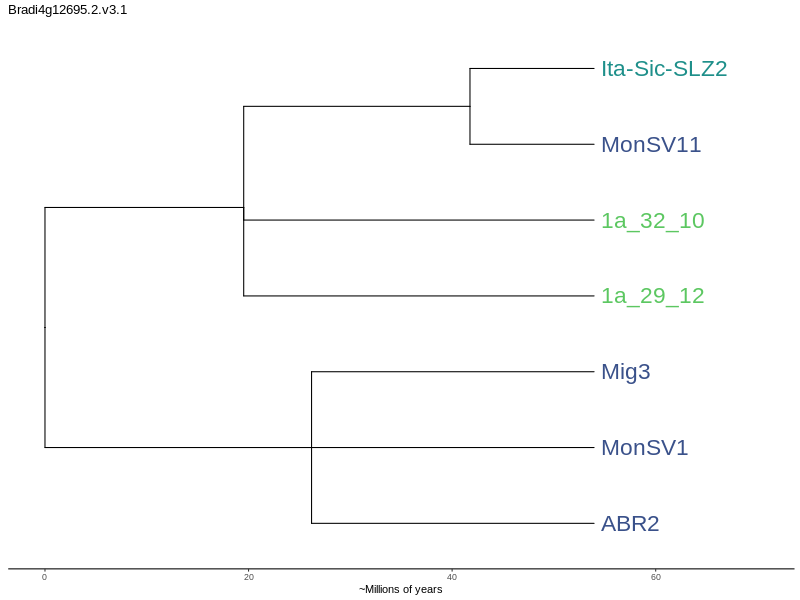 Bradi4g12695.2.v3.1
Ita-Sic-SLZ2
MonSV11
1a_32_10
1a_29_12
Mig3
MonSV1
ABR2
0 20 40 60
~Millions of years